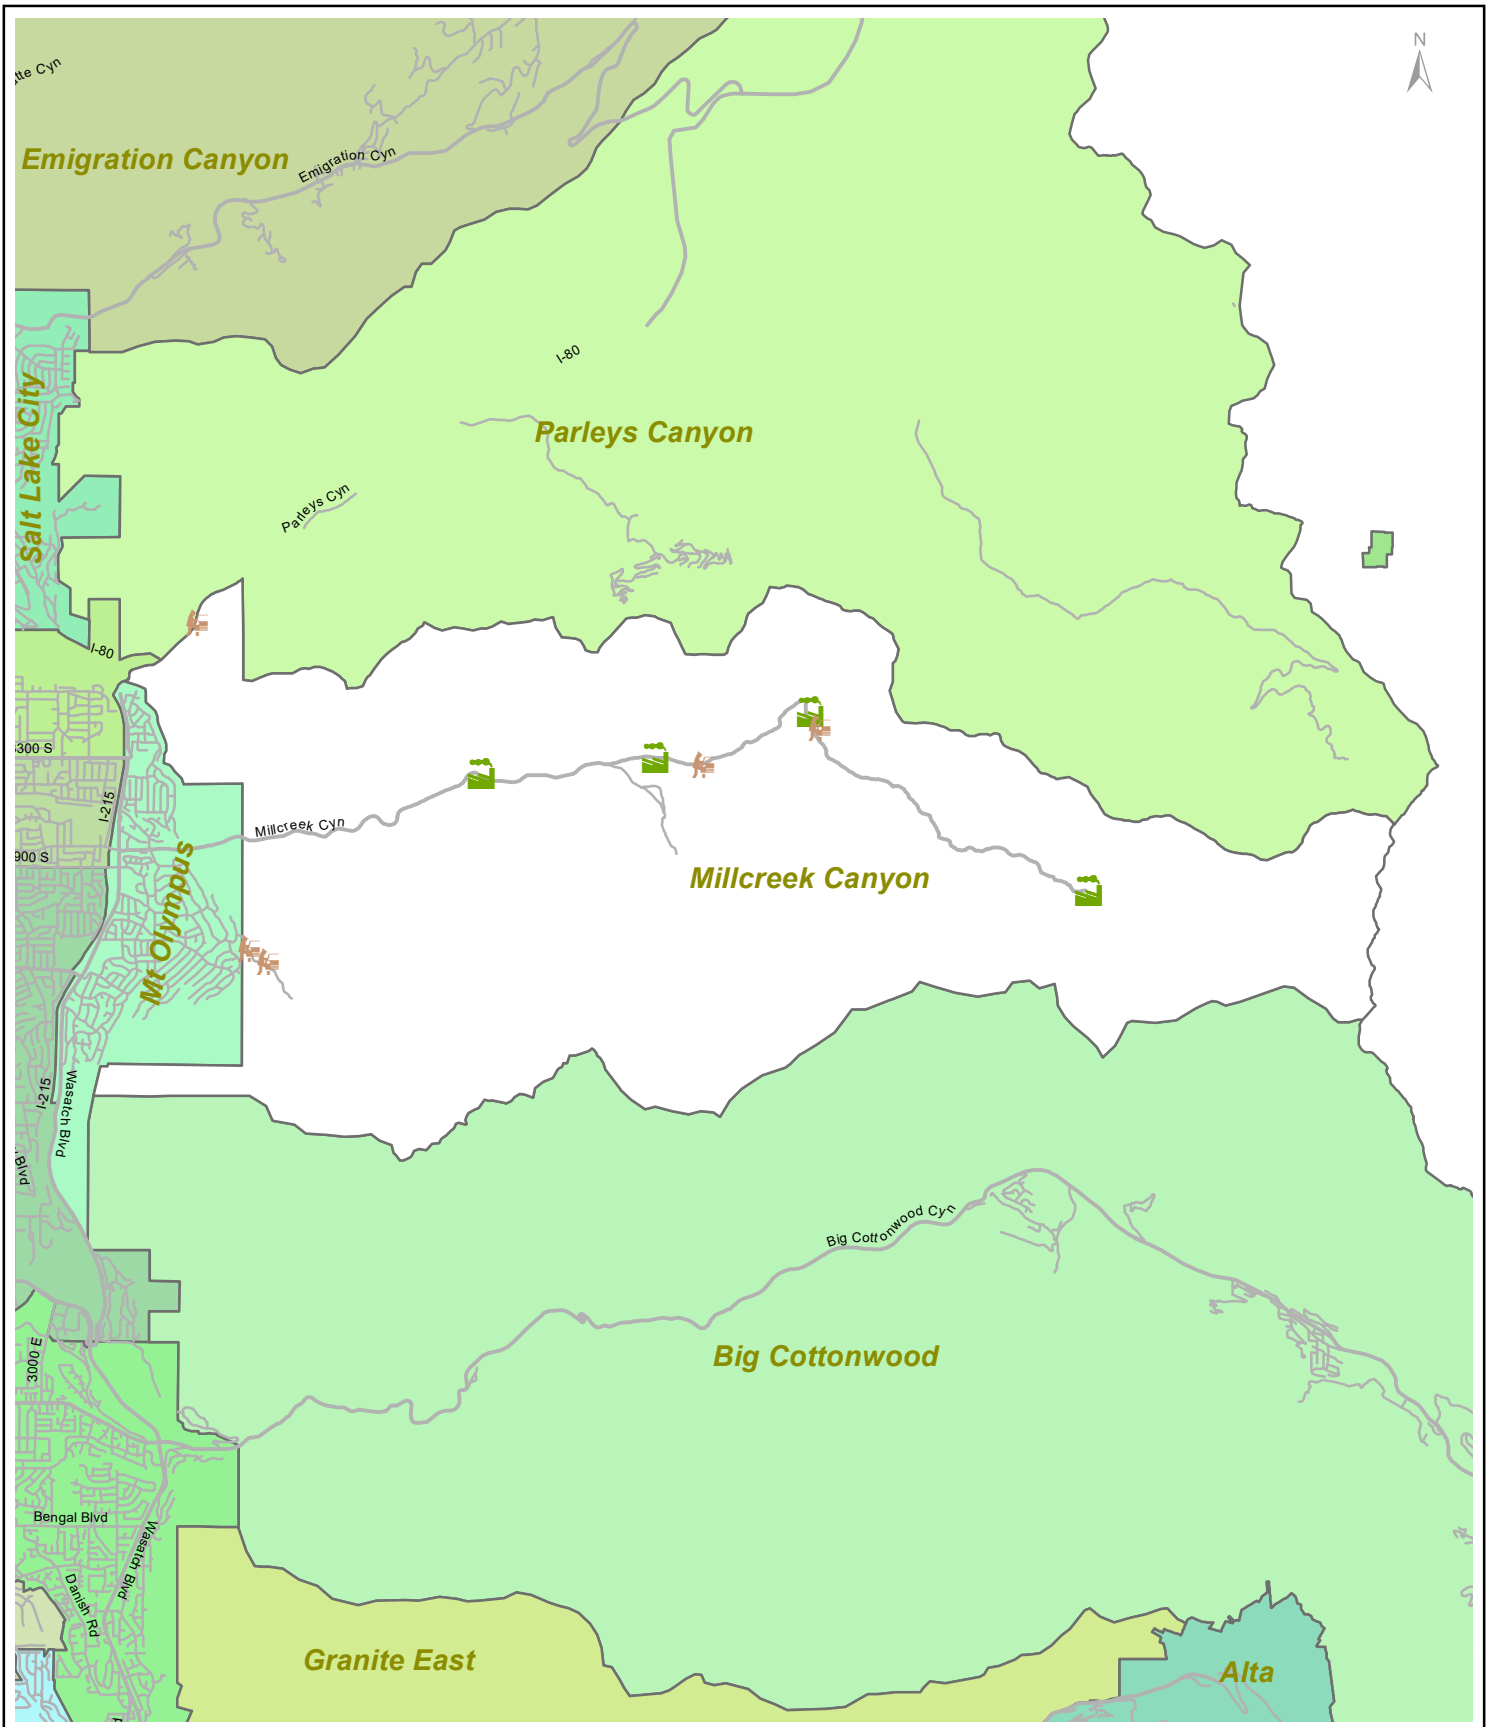 N
Emigration Canyon
Emigration Cyn
I-80
Salt Lake City
Parleys Canyon
Parleys Cyn
I-80
I-215
Millcreek Cyn
Mt Olympus
Millcreek Canyon
I-215
Wasatch Blvd
Blvd
Big Cottonwood Cyn
3000 E
Big Cottonwood
Bengal Blvd
Wasatch Blvd
Danish Rd
Granite East
Alta